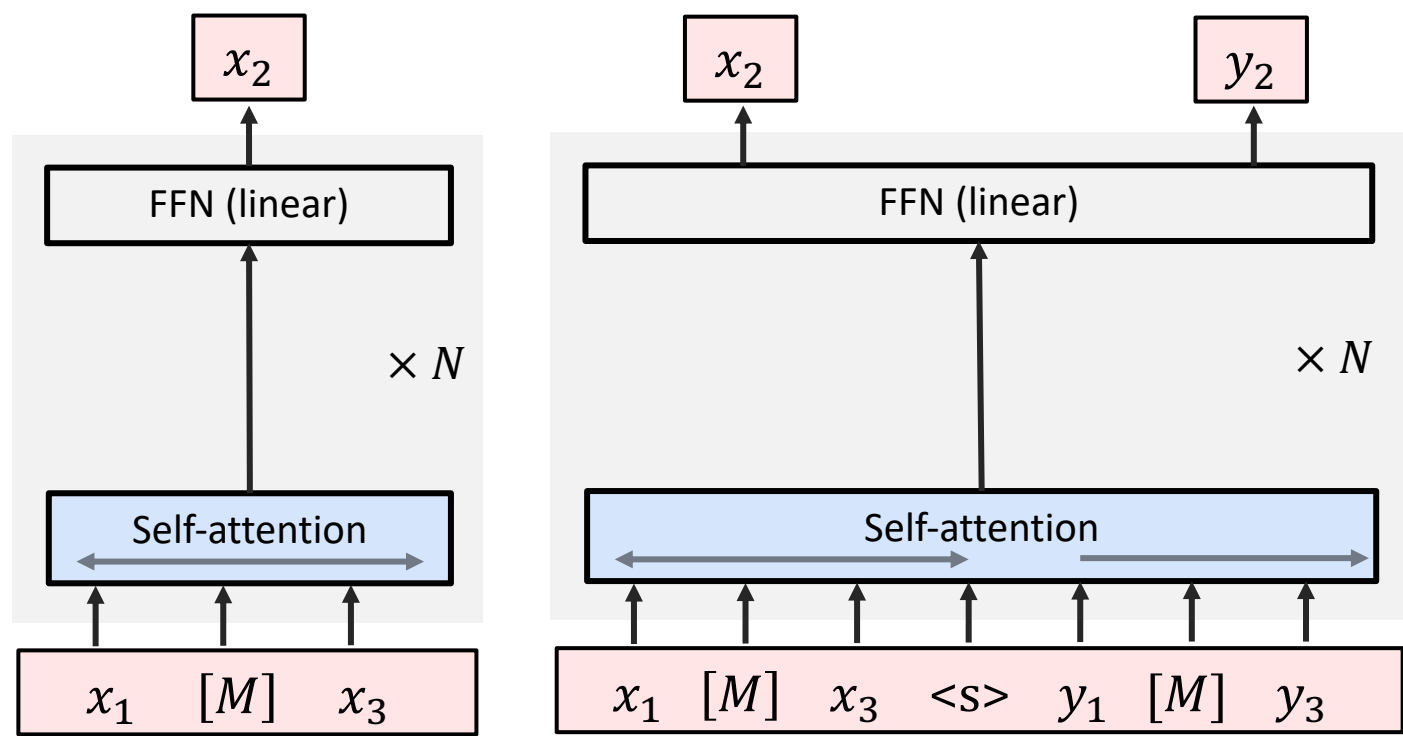 x₂
FFN (linear)
× N
Self-attention
x₁ [M] x₃
x₂ y₂
FFN (linear)
× N
Self-attention
x₁ [M] x₃ <s> y₁ [M] y₃